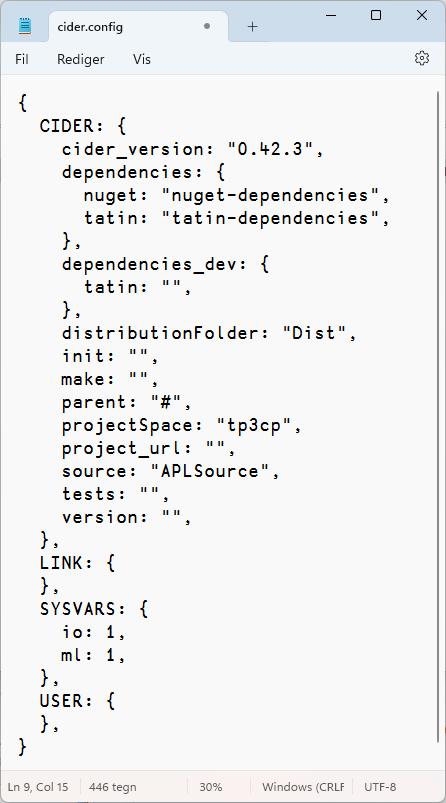 cider.config
Fil Rediger Vis
{
  CIDER: {
    cider_version: "0.42.3",
    dependencies: {
      nuget: "nuget-dependencies",
      tatin: "tatin-dependencies",
    },
    dependencies_dev: {
      tatin: "",
    },
    distributionFolder: "Dist",
    init: "",
    make: "",
    parent: "#",
    projectSpace: "tp3cp",
    project_url: "",
    source: "APLSource",
    tests: "",
    version: "",
  },
  LINK: {
  },
  SYSVARS: {
    io: 1,
    ml: 1,
  },
  USER: {
  },
}
Ln 9, Col 15 446 tegn 30% Windows (CRLF UTF-8